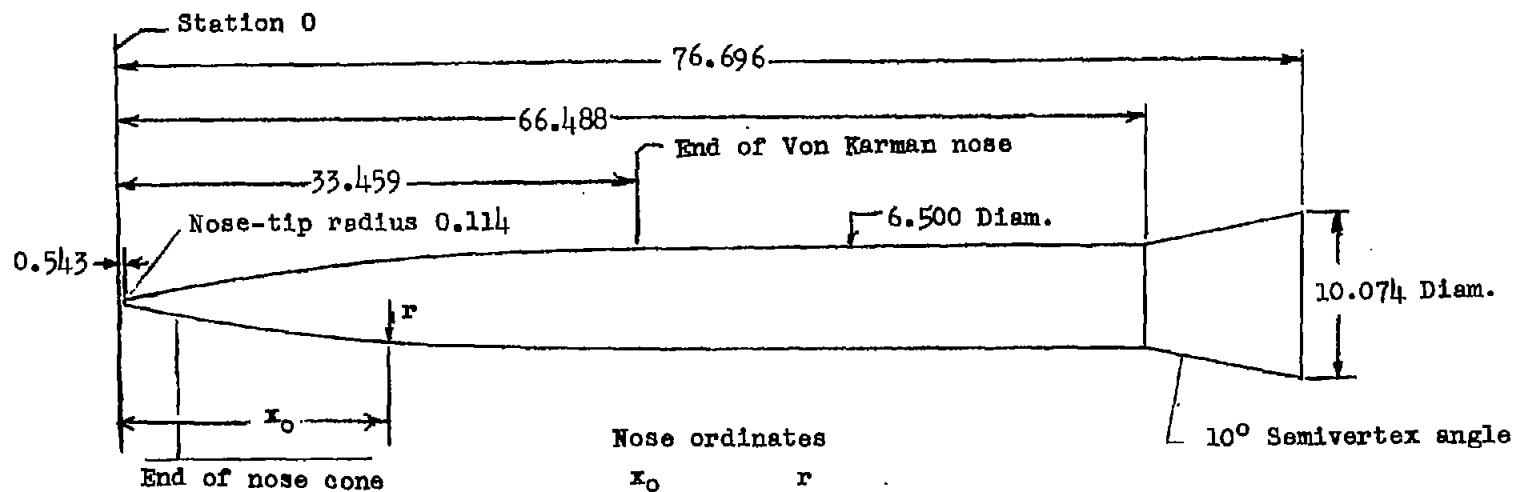 Station 0
76.696
66.488
End of Von Karman nose
33.459
Nose-tip radius 0.114
6.500 Diam.
0.543
10.074 Diam.
r
x₀
Nose ordinates
10° Semivertex angle
End of nose cone
x₀ r